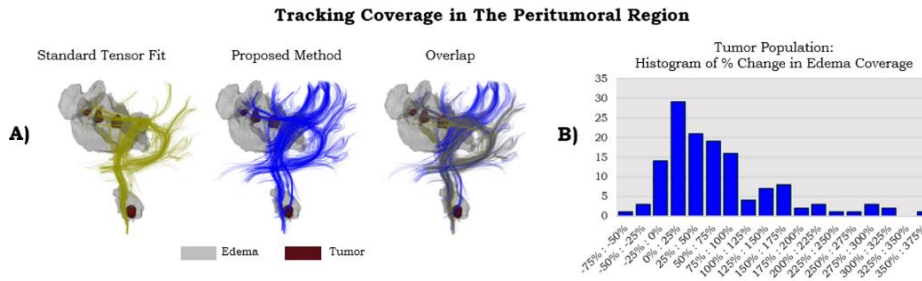 Tracking Coverage in The Peritumoral Region
Standard Tensor Fit
Proposed Method
Overlap
A)
Edema
Tumor
Tumor Population:
Histogram of % Change in Edema Coverage
B)
35
30
25
20
15
10
5
0
-75% : -50%
-50% : -25%
-25% : 0%
0% : 25%
25% : 50%
50% : 75%
75% : 100%
100% : 125%
125% : 150%
150% : 175%
175% : 200%
200% : 225%
225% : 250%
250% : 275%
275% : 300%
300% : 325%
325% : 350%
350% : 375%